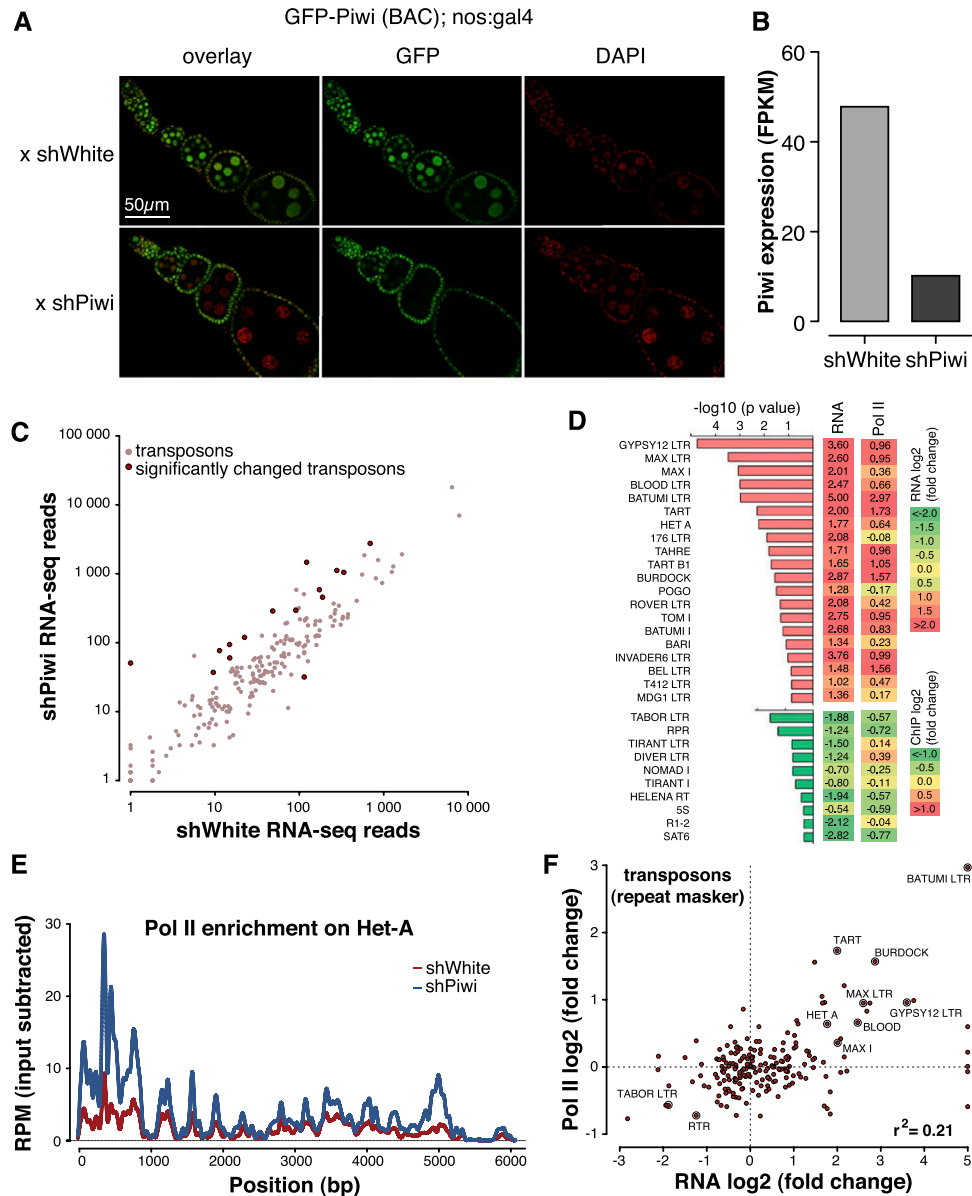 A
GFP-Piwi (BAC); nos:gal4
overlay
GFP
DAPI
x shWhite
50µm
x shPiwi
B
Piwi expression (FPKM)
60
40
20
0
shWhite
shPiwi
C
shPiwi RNA-seq reads
100 000
10 000
1 000
100
10
1
transposons
significantly changed transposons
1
10
100
1 000
10 000
shWhite RNA-seq reads
D
-log10 (p value)
4 3 2 1
RNA
Pol II
GYPSY12 LTR 3.60 0.96
MAX LTR 2.60 0.95
MAX I 2.01 0.36
BLOOD LTR 2.47 0.66
BATUMI LTR 5.00 2.97
TART 2.00 1.73
HET A 1.77 0.64
176 LTR 2.08 -0.08
TAHRE 1.71 0.96
TART B1 1.65 1.05
BURDOCK 2.87 1.57
POGO 1.28 -0.17
ROVER LTR 2.08 0.42
TOM I 2.75 0.95
BATUMI I 2.68 0.83
BARI 1.34 0.23
INVADER6 LTR 3.76 0.99
BEL LTR 1.48 1.56
T412 LTR 1.02 0.47
MDG1 LTR 1.36 0.17
TABOR LTR -1.88 -0.57
RPR -1.24 -0.72
TIRANT LTR -1.50 0.14
DIVER LTR -1.24 0.39
NOMAD I -0.70 -0.25
TIRANT I -0.80 -0.11
HELENA RT -1.94 -0.57
5S -0.54 -0.59
R1-2 -2.12 -0.04
SAT6 -2.82 -0.77
RNA log2
(fold change)
<-2.0
-1.5
-1.0
-0.5
0.0
0.5
1.0
1.5
>2.0
ChIP log2
(fold change)
<-1.0
-0.5
0.0
0.5
>1.0
E
Pol II enrichment on Het-A
RPM (input subtracted)
30
20
10
0
shWhite
shPiwi
0
1000
2000
3000
4000
5000
6000
Position (bp)
F
transposons
(repeat masker)
Pol II log2 (fold change)
3
2
1
0
-1
BATUMI LTR
TART
BURDOCK
MAX LTR
GYPSY12 LTR
HET A
BLOOD
MAX I
TABOR LTR
RTR
r²= 0.21
-3
-2
-1
0
1
2
3
4
5
RNA log2 (fold change)